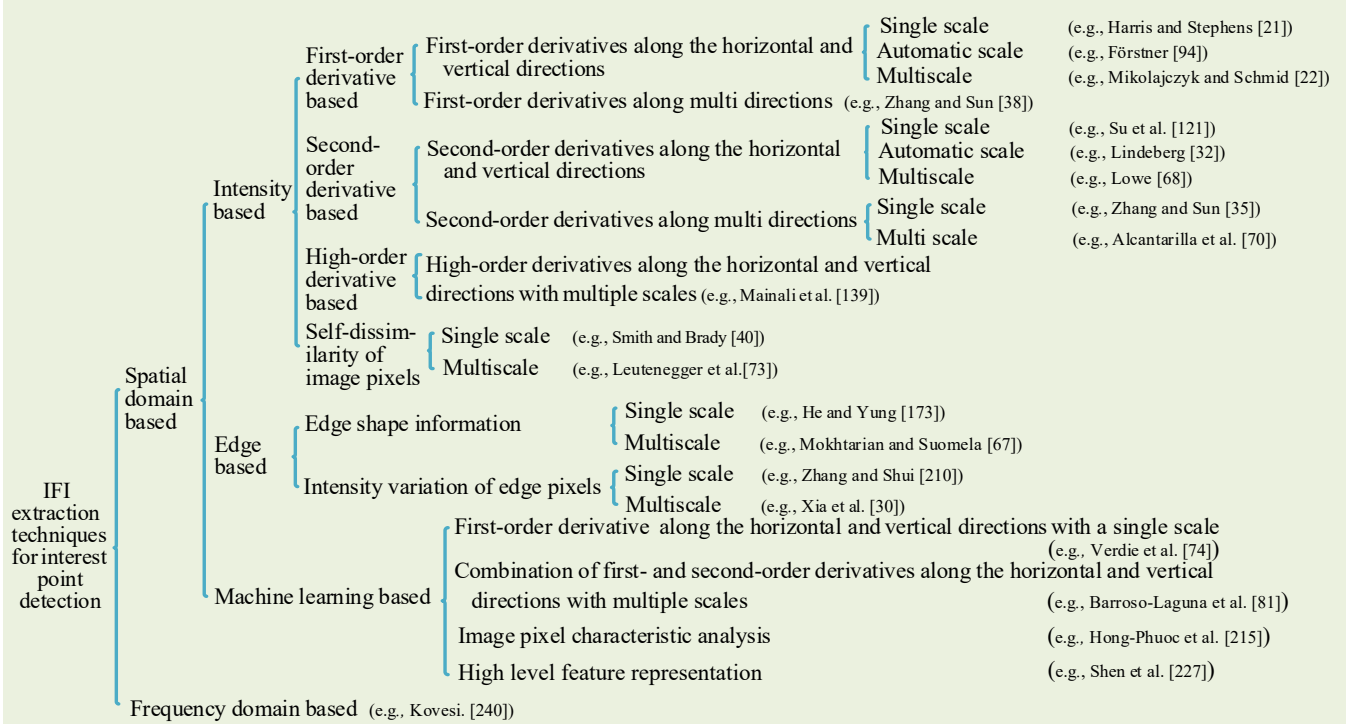 Single scale (e.g., Harris and Stephens [21])
First-order derivative based
First-order derivatives along the horizontal and vertical directions
Automatic scale (e.g., Förstner [94])
Multiscale (e.g., Mikolajczyk and Schmid [22])
First-order derivatives along multi directions (e.g., Zhang and Sun [38])
Single scale (e.g., Su et al. [121])
Second-order derivative based
Second-order derivatives along the horizontal and vertical directions
Automatic scale (e.g., Lindeberg [32])
Multiscale (e.g., Lowe [68])
Intensity based
Second-order derivatives along multi directions
Single scale (e.g., Zhang and Sun [35])
Multi scale (e.g., Alcantarilla et al. [70])
High-order derivative based
High-order derivatives along the horizontal and vertical
directions with multiple scales (e.g., Mainali et al. [139])
Self-dissim-
ilarity of
image pixels
Single scale (e.g., Smith and Brady [40])
Multiscale (e.g., Leutenegger et al.[73])
Spatial domain based
Edge based
Edge shape information
Single scale (e.g., He and Yung [173])
Multiscale (e.g., Mokhtarian and Suomela [67])
Intensity variation of edge pixels
Single scale (e.g., Zhang and Shui [210])
Multiscale (e.g., Xia et al. [30])
IFI
extraction
techniques
for interest
point
detection
Machine learning based
First-order derivative along the horizontal and vertical directions with a single scale
(e.g., Verdie et al. [74])
Combination of first- and second-order derivatives along the horizontal and vertical
directions with multiple scales (e.g., Barroso-Laguna et al. [81])
Image pixel characteristic analysis (e.g., Hong-Phuoc et al. [215])
High level feature representation (e.g., Shen et al. [227])
Frequency domain based (e.g., Kovesi. [240])